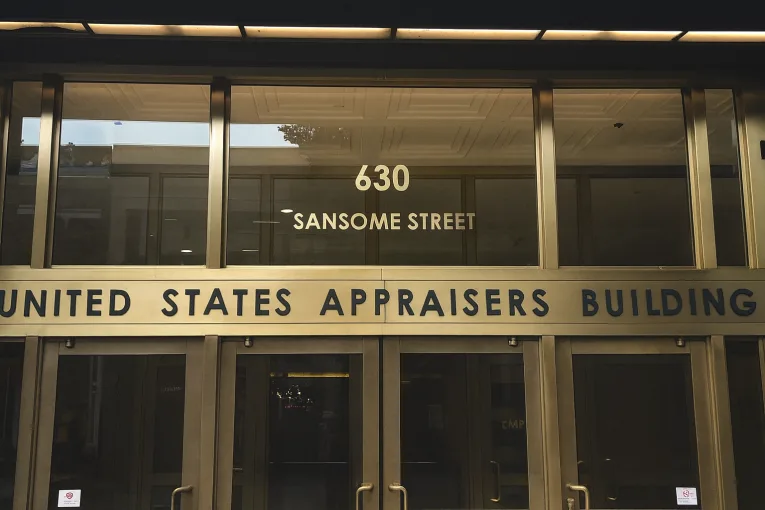 630
SANSOME STREET
UNITED STATES APPRAISERS BUILDING